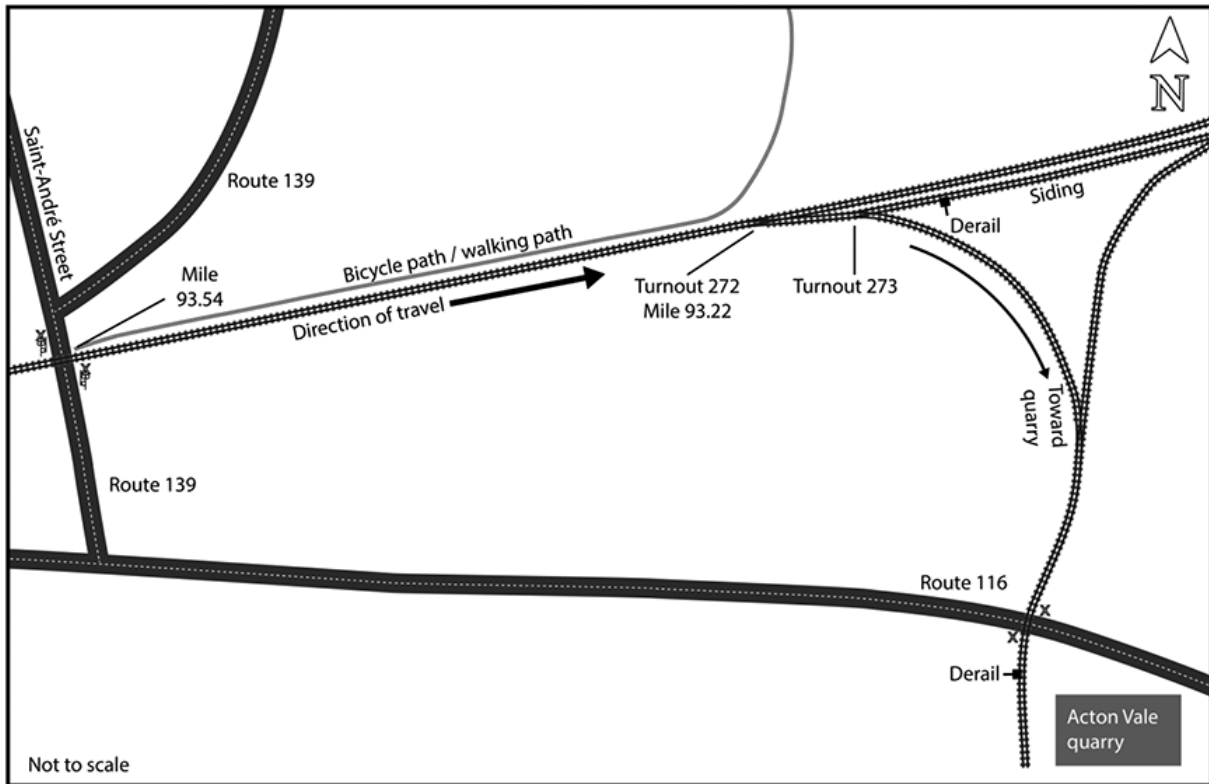 N
Saint-André Street
Route 139
Mile
93.54
Bicycle path / walking path
Direction of travel
Siding
Derail
Turnout 272
Mile 93.22
Turnout 273
Toward
quarry
Route 139
Route 116
Derail
Acton Vale
quarry
Not to scale